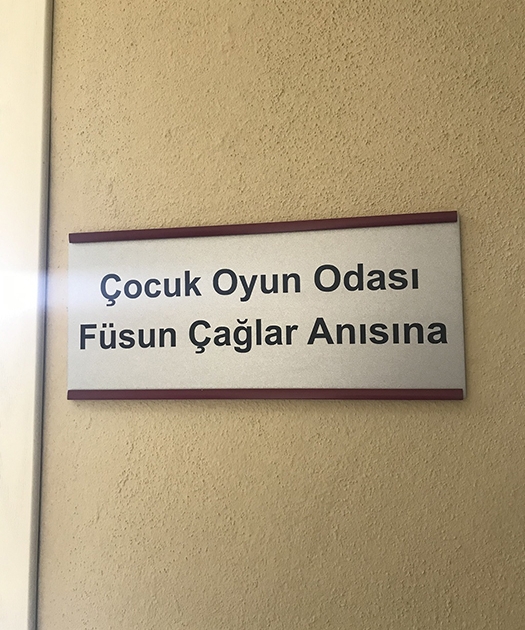 Çocuk Oyun Odası
Füsun Çağlar Anısına